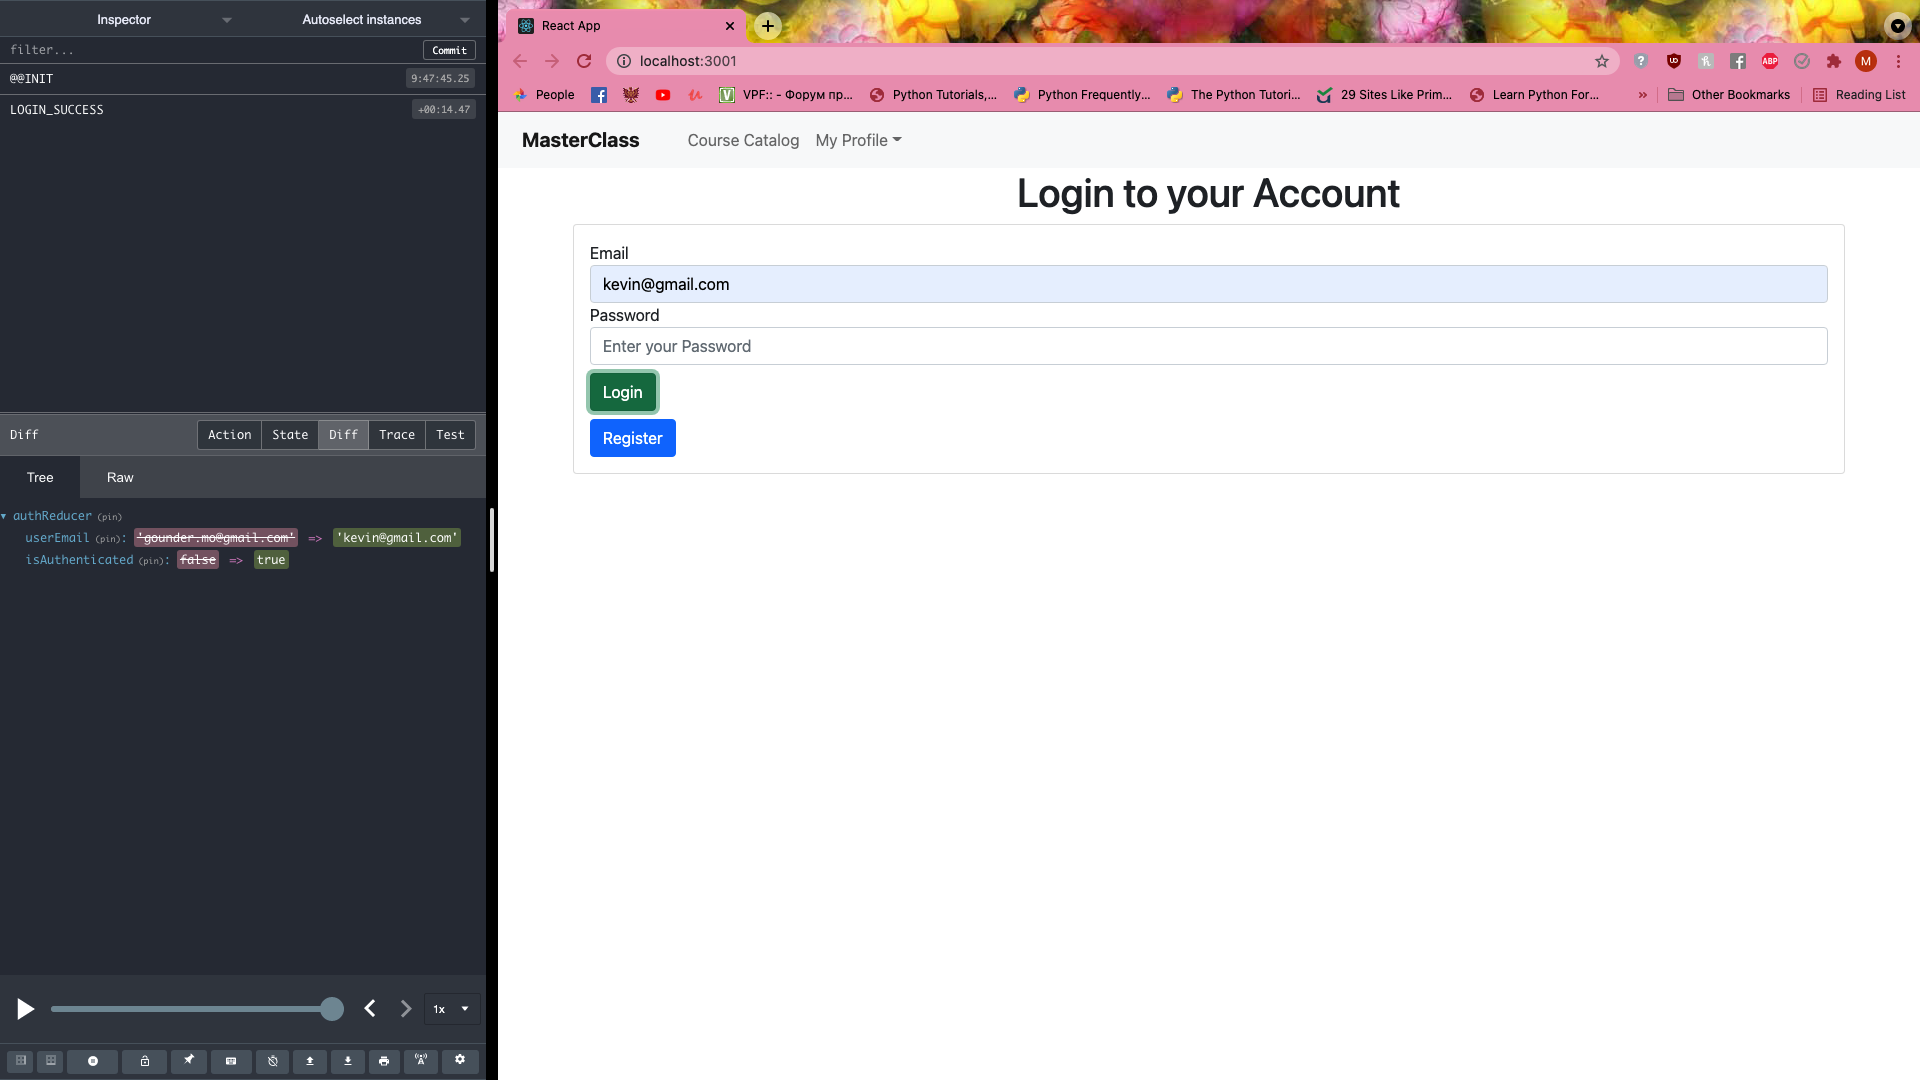 Inspector
Autoselect instances
filter...
Commit
@@INIT
9:47:45.25
LOGIN_SUCCESS
+00:14.47
Diff
Action
State
Diff
Trace
Test
Tree
Raw
authReducer (pin)
userEmail (pin): 'gounder.mo@gmail.com' => 'kevin@gmail.com'
isAuthenticated (pin): false => true
1x
React App
localhost:3001
ABP
M
People
VPF:: - Форум пр...
Python Tutorials,...
Python Frequently...
The Python Tutori...
29 Sites Like Prim...
Learn Python For...
»
Other Bookmarks
Reading List
MasterClass
Course Catalog
My Profile
Login to your Account
Email
kevin@gmail.com
Password
Enter your Password
Login
Register